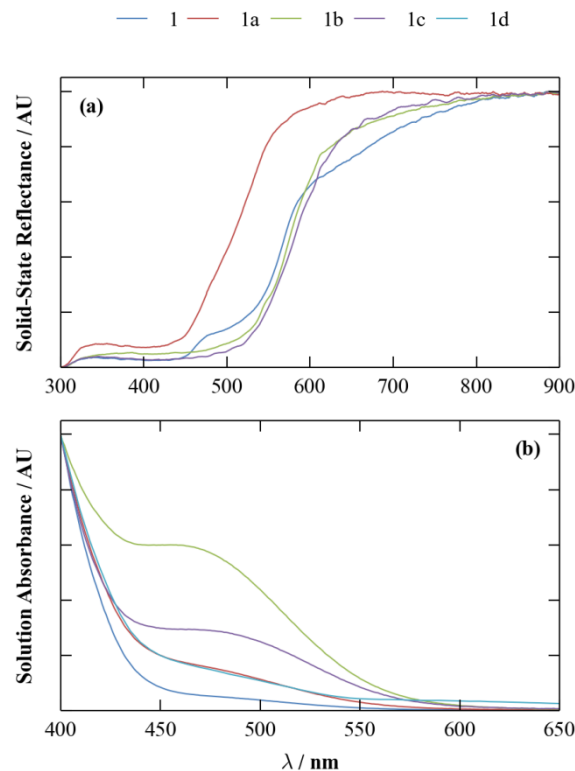 1 1a 1b 1c 1d
(a)
Solid-State Reflectance / AU
300 400 500 600 700 800 900
(b)
Solution Absorbance / AU
400 450 500 550 600 650
λ / nm